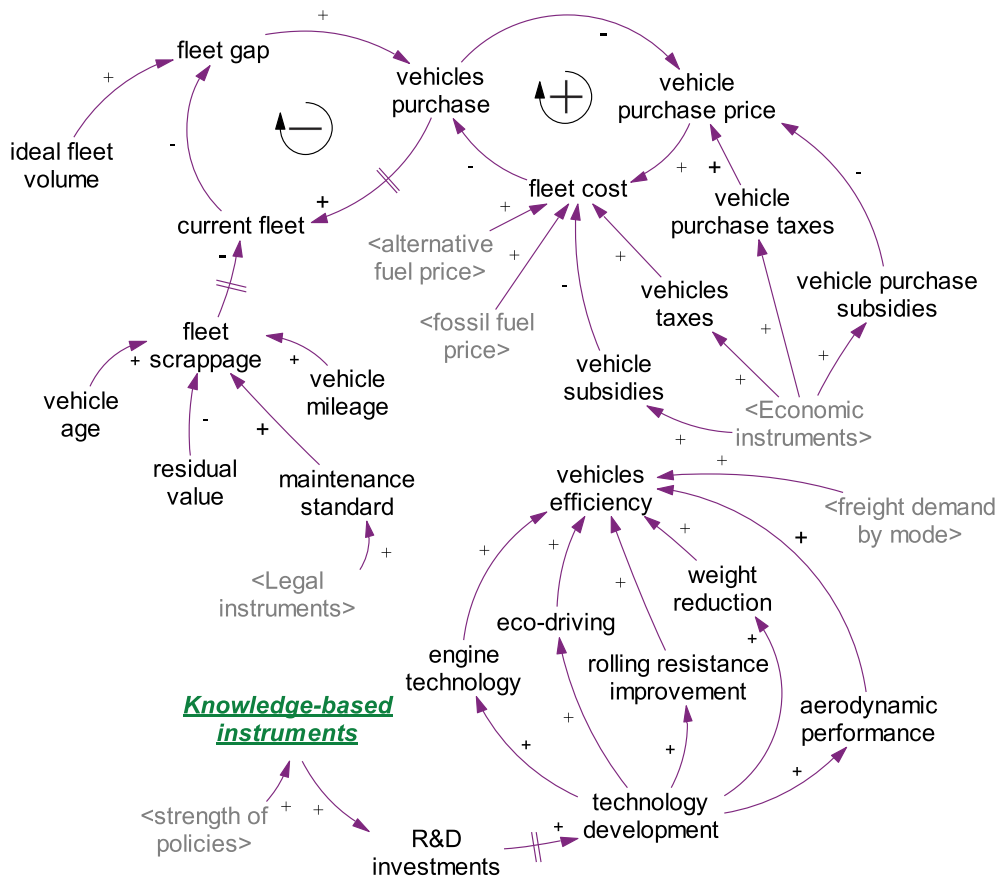 fleet gap
vehicles
purchase
vehicle
purchase price
ideal fleet
volume
fleet cost
current fleet
vehicle
purchase taxes
<alternative
fuel price>
<fossil fuel
price>
vehicles
taxes
vehicle purchase
subsidies
vehicle
subsidies
<Economic
instruments>
fleet
scrappage
vehicle
age
vehicle
mileage
residual
value
maintenance
standard
<Legal
instruments>
vehicles
efficiency
<freight demand
by mode>
weight
reduction
eco-driving
engine
technology
rolling resistance
improvement
aerodynamic
performance
Knowledge-based
instruments
<strength of
policies>
R&D
investments
technology
development